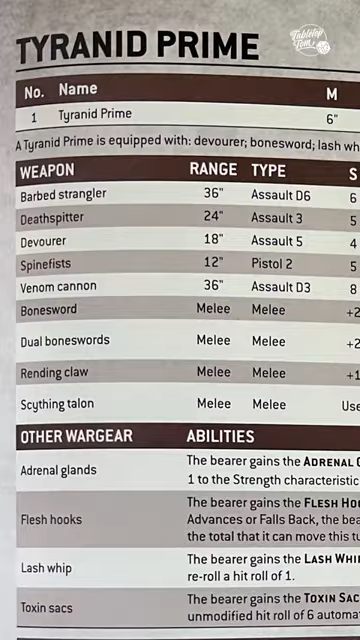 Tabletop
Tom's
TYRANID PRIME
No. Name M
1 Tyranid Prime 6"
A Tyranid Prime is equipped with: devourer; bonesword; lash wh
WEAPON RANGE TYPE S
Barbed strangler 36" Assault D6 6
Deathspitter 24" Assault 3 5
Devourer 18" Assault 5 4
Spinefists 12" Pistol 2 5
Venom cannon 36" Assault D3 8
Bonesword Melee Melee +2
Dual boneswords Melee Melee +2
Rending claw Melee Melee +1
Scything talon Melee Melee Use
OTHER WARGEAR ABILITIES
Adrenal glands The bearer gains the ADRENAL G
1 to the Strength characteristic
Flesh hooks The bearer gains the FLESH HOO
Advances or Falls Back, the bea
the total that it can move this tu
Lash whip The bearer gains the LASH WHI
re-roll a hit roll of 1.
Toxin sacs The bearer gains the TOXIN SAC
unmodified hit roll of 6 automa